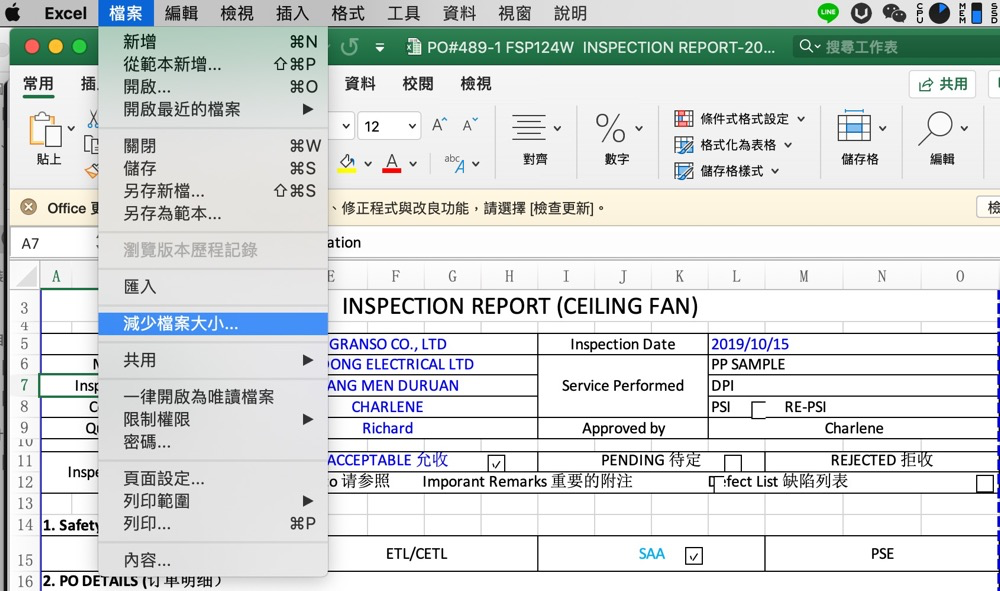 Excel 檔案 編輯 檢視 插入 格式 工具 資料 視窗 說明 LINE CPU MEM SSD
PO#489-1 FSP124W INSPECTION REPORT-20... 搜尋工作表
常用 插 資料 校閱 檢視 共用
貼上 12 A A 對齊 % 數字 條件式格式設定 儲存格 編輯
A abc A 格式化為表格
儲存格樣式
Office 更 、修正程式與改良功能，請選擇 [檢查更新]。 檢
新增 ⌘N
從範本新增... ⇧⌘P
開啟... ⌘O
開啟最近的檔案
關閉 ⌘W
儲存 ⌘S
另存新檔... ⇧⌘S
另存為範本...
瀏覽版本歷程記錄
匯入
減少檔案大小...
共用
一律開啟為唯讀檔案
限制權限
密碼...
頁面設定...
列印範圍
列印... ⌘P
內容...
A7 ation
A E F G H I J K L M N O
3 INSPECTION REPORT (CEILING FAN)
4
5 GRANSO CO., LTD Inspection Date 2019/10/15
6 DONG ELECTRICAL LTD PP SAMPLE
7 Insp ANG MEN DURUAN Service Performed DPI
8 CHARLENE PSI RE-PSI
9 Richard Approved by Charlene
10
11 Inspe ACCEPTABLE 允收 PENDING 待定 REJECTED 拒收
12 o 请参照 Imporant Remarks 重要的附注 Defect List 缺陷列表
13
14 1. Safety
15 ETL/CETL SAA PSE
16 2. PO DETAILS (订单明细)